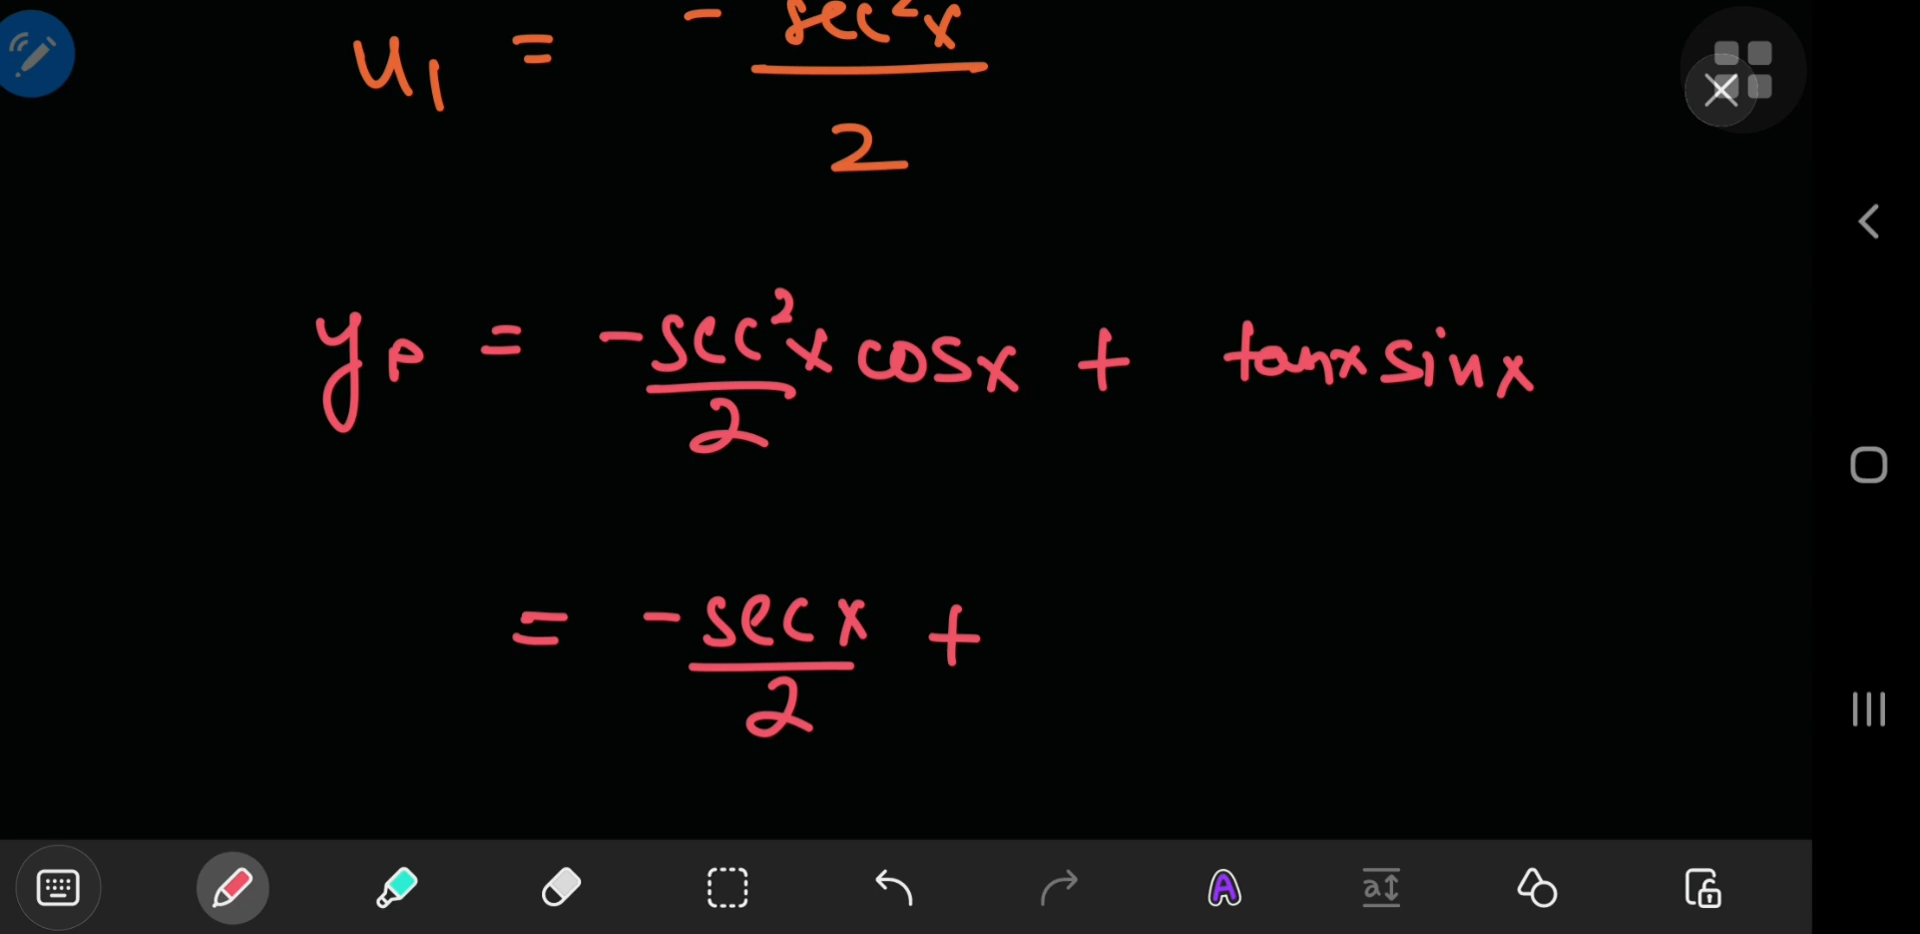 u₁ = - sec²x / 2
yₚ = -sec²x / 2 cosx + tanx sinx
= -secx / 2 +
A a